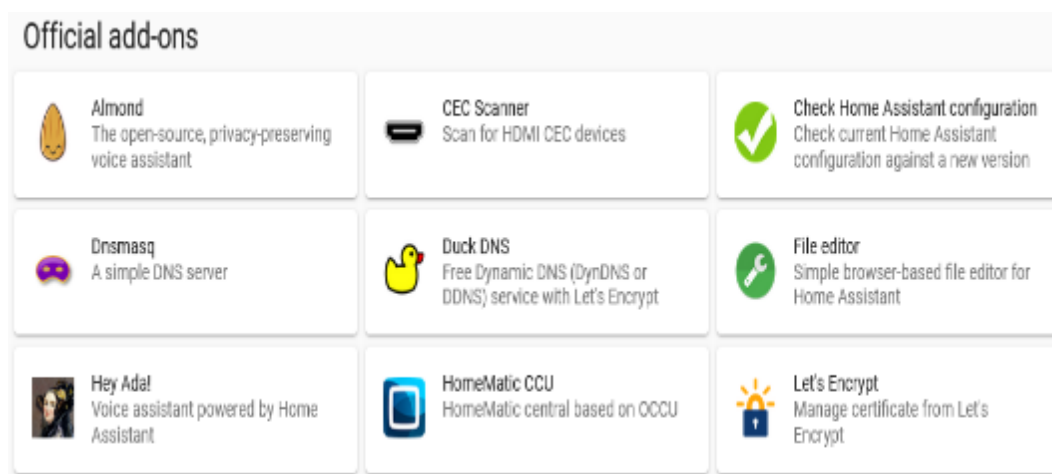 Official add-ons
Almond
The open-source, privacy-preserving
voice assistant
CEC Scanner
Scan for HDMI CEC devices
Check Home Assistant configuration
Check current Home Assistant
configuration against a new version
Dnsmasq
A simple DNS server
Duck DNS
Free Dynamic DNS (DynDNS or
DDNS) service with Let's Encrypt
File editor
Simple browser-based file editor for
Home Assistant
Hey Ada!
Voice assistant powered by Home
Assistant
HomeMatic CCU
HomeMatic central based on OCCU
Let's Encrypt
Manage certificate from Let's
Encrypt